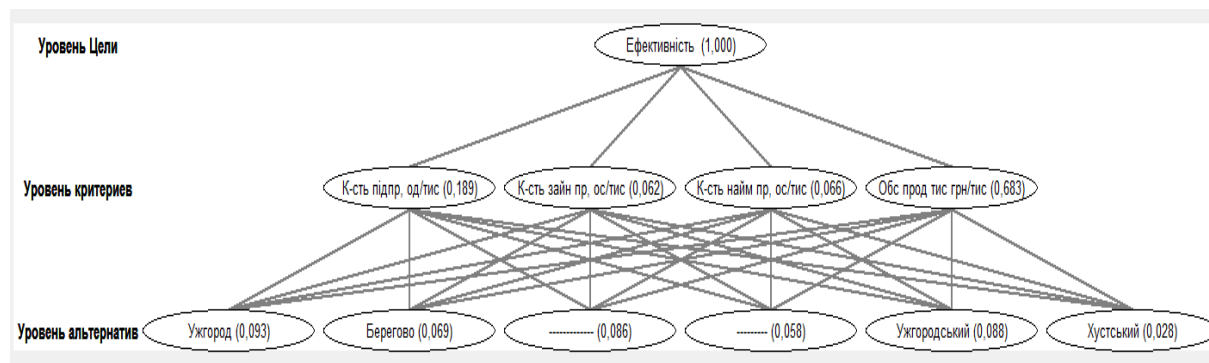 Уровень Цели
Ефективність (1,000)
Уровень критериев
К-сть підпр, од/тис (0,189)
К-сть зайн пр, ос/тис (0,062)
К-сть найм пр, ос/тис (0,066)
Обс прод тис грн/тис (0,683)
Уровень альтернатив
Ужгород (0,093)
Берегово (0,069)
------------- (0,086)
--------- (0,058)
Ужгородський (0,088)
Хустський (0,028)